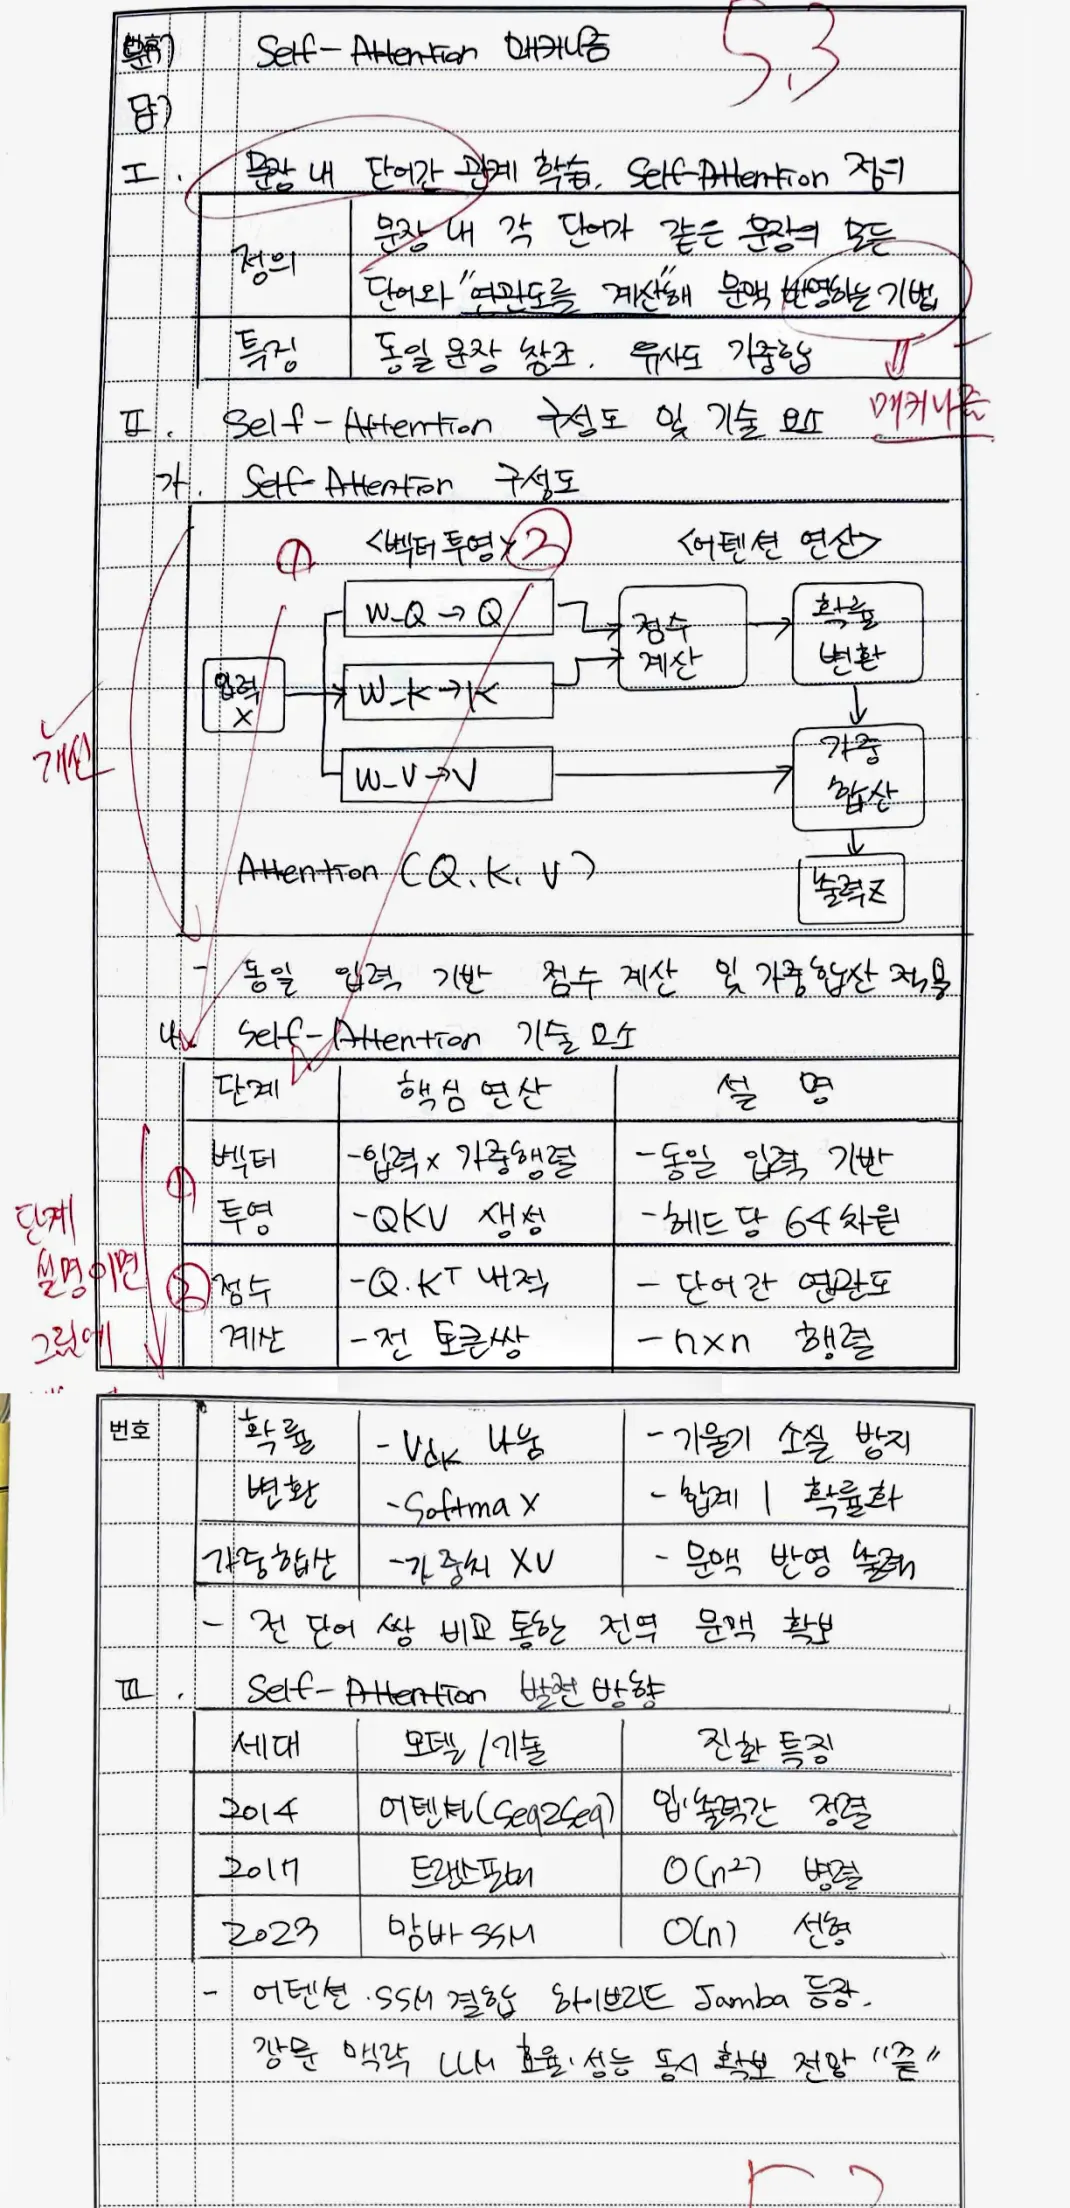 문제) Self-Attention 매커니즘
5.3
답)
I. 문장 내 단어간 관계 학습. Self-Attention 정의
정의 문장 내 각 단어가 같은 문장의 모든
단어와 "연관도를 계산"해 문맥 반영하는 기법
특징 동일 문장 참조. 유사도 가중합
매커니즘
II. Self-Attention 구성도 및 기술 요소
가. Self-Attention 구성도
① <벡터 투영> ② <어텐션 연산>
W_Q → Q 점수 계산 확률 변환
입력 X W_K → K
개선
W_V → V 가중 합산
Attention (Q, K, V) 출력 Z
- 동일 입력 기반 점수 계산 및 가중합산 적용
나. Self-Attention 기술 요소
단계 핵심 연산 설 명
벡터 -입력 x 가중행렬 -동일 입력 기반
① 투영 -QKV 생성 -헤드 당 64차원
단계
설명이면
② 점수 -Q.Kᵀ 내적 - 단어간 연관도
그림에 계산 -전 토큰쌍 - n×n 행렬
번호 확률 - √dk 나눔 - 기울기 소실 방지
변환 -Softmax - 합계 1 확률화
가중합산 -가중치 XV - 문맥 반영 출력
- 전 단어 쌍 비교 통한 전역 문맥 확보
III. Self-Attention 발전 방향
세대 모델/기술 진화 특징
2014 어텐션(Seq2Seq) 입·출력간 정렬
2017 트랜스포머 O(n²) 병렬
2023 맘바 SSM O(n) 선형
- 어텐션·SSM 결합 하이브리드 Jamba 등장.
장문 맥락 LLM 효율·성능 동시 확보 전망 "끝"